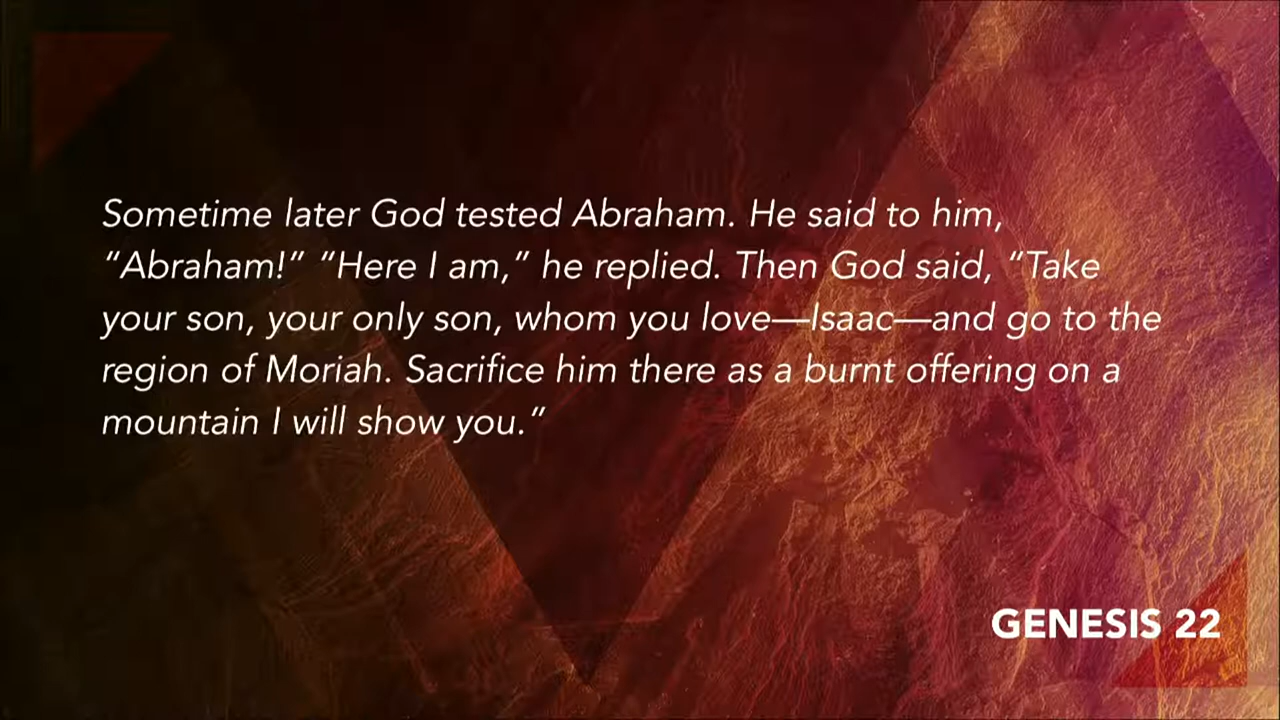 Sometime later God tested Abraham. He said to him,
“Abraham!” “Here I am,” he replied. Then God said, “Take
your son, your only son, whom you love—Isaac—and go to the
region of Moriah. Sacrifice him there as a burnt offering on a
mountain I will show you.”
GENESIS 22